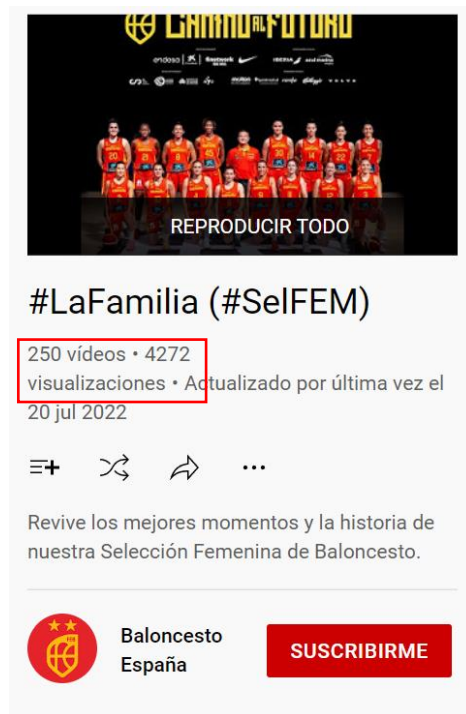 CAMINO AL FUTURO
endesa
IBERIA
VOLVO
REPRODUCIR TODO
#LaFamilia (#SelFEM)
250 vídeos • 4272
visualizaciones • Actualizado por última vez el
20 jul 2022
Revive los mejores momentos y la historia de
nuestra Selección Femenina de Baloncesto.
Baloncesto
España
SUSCRIBIRME